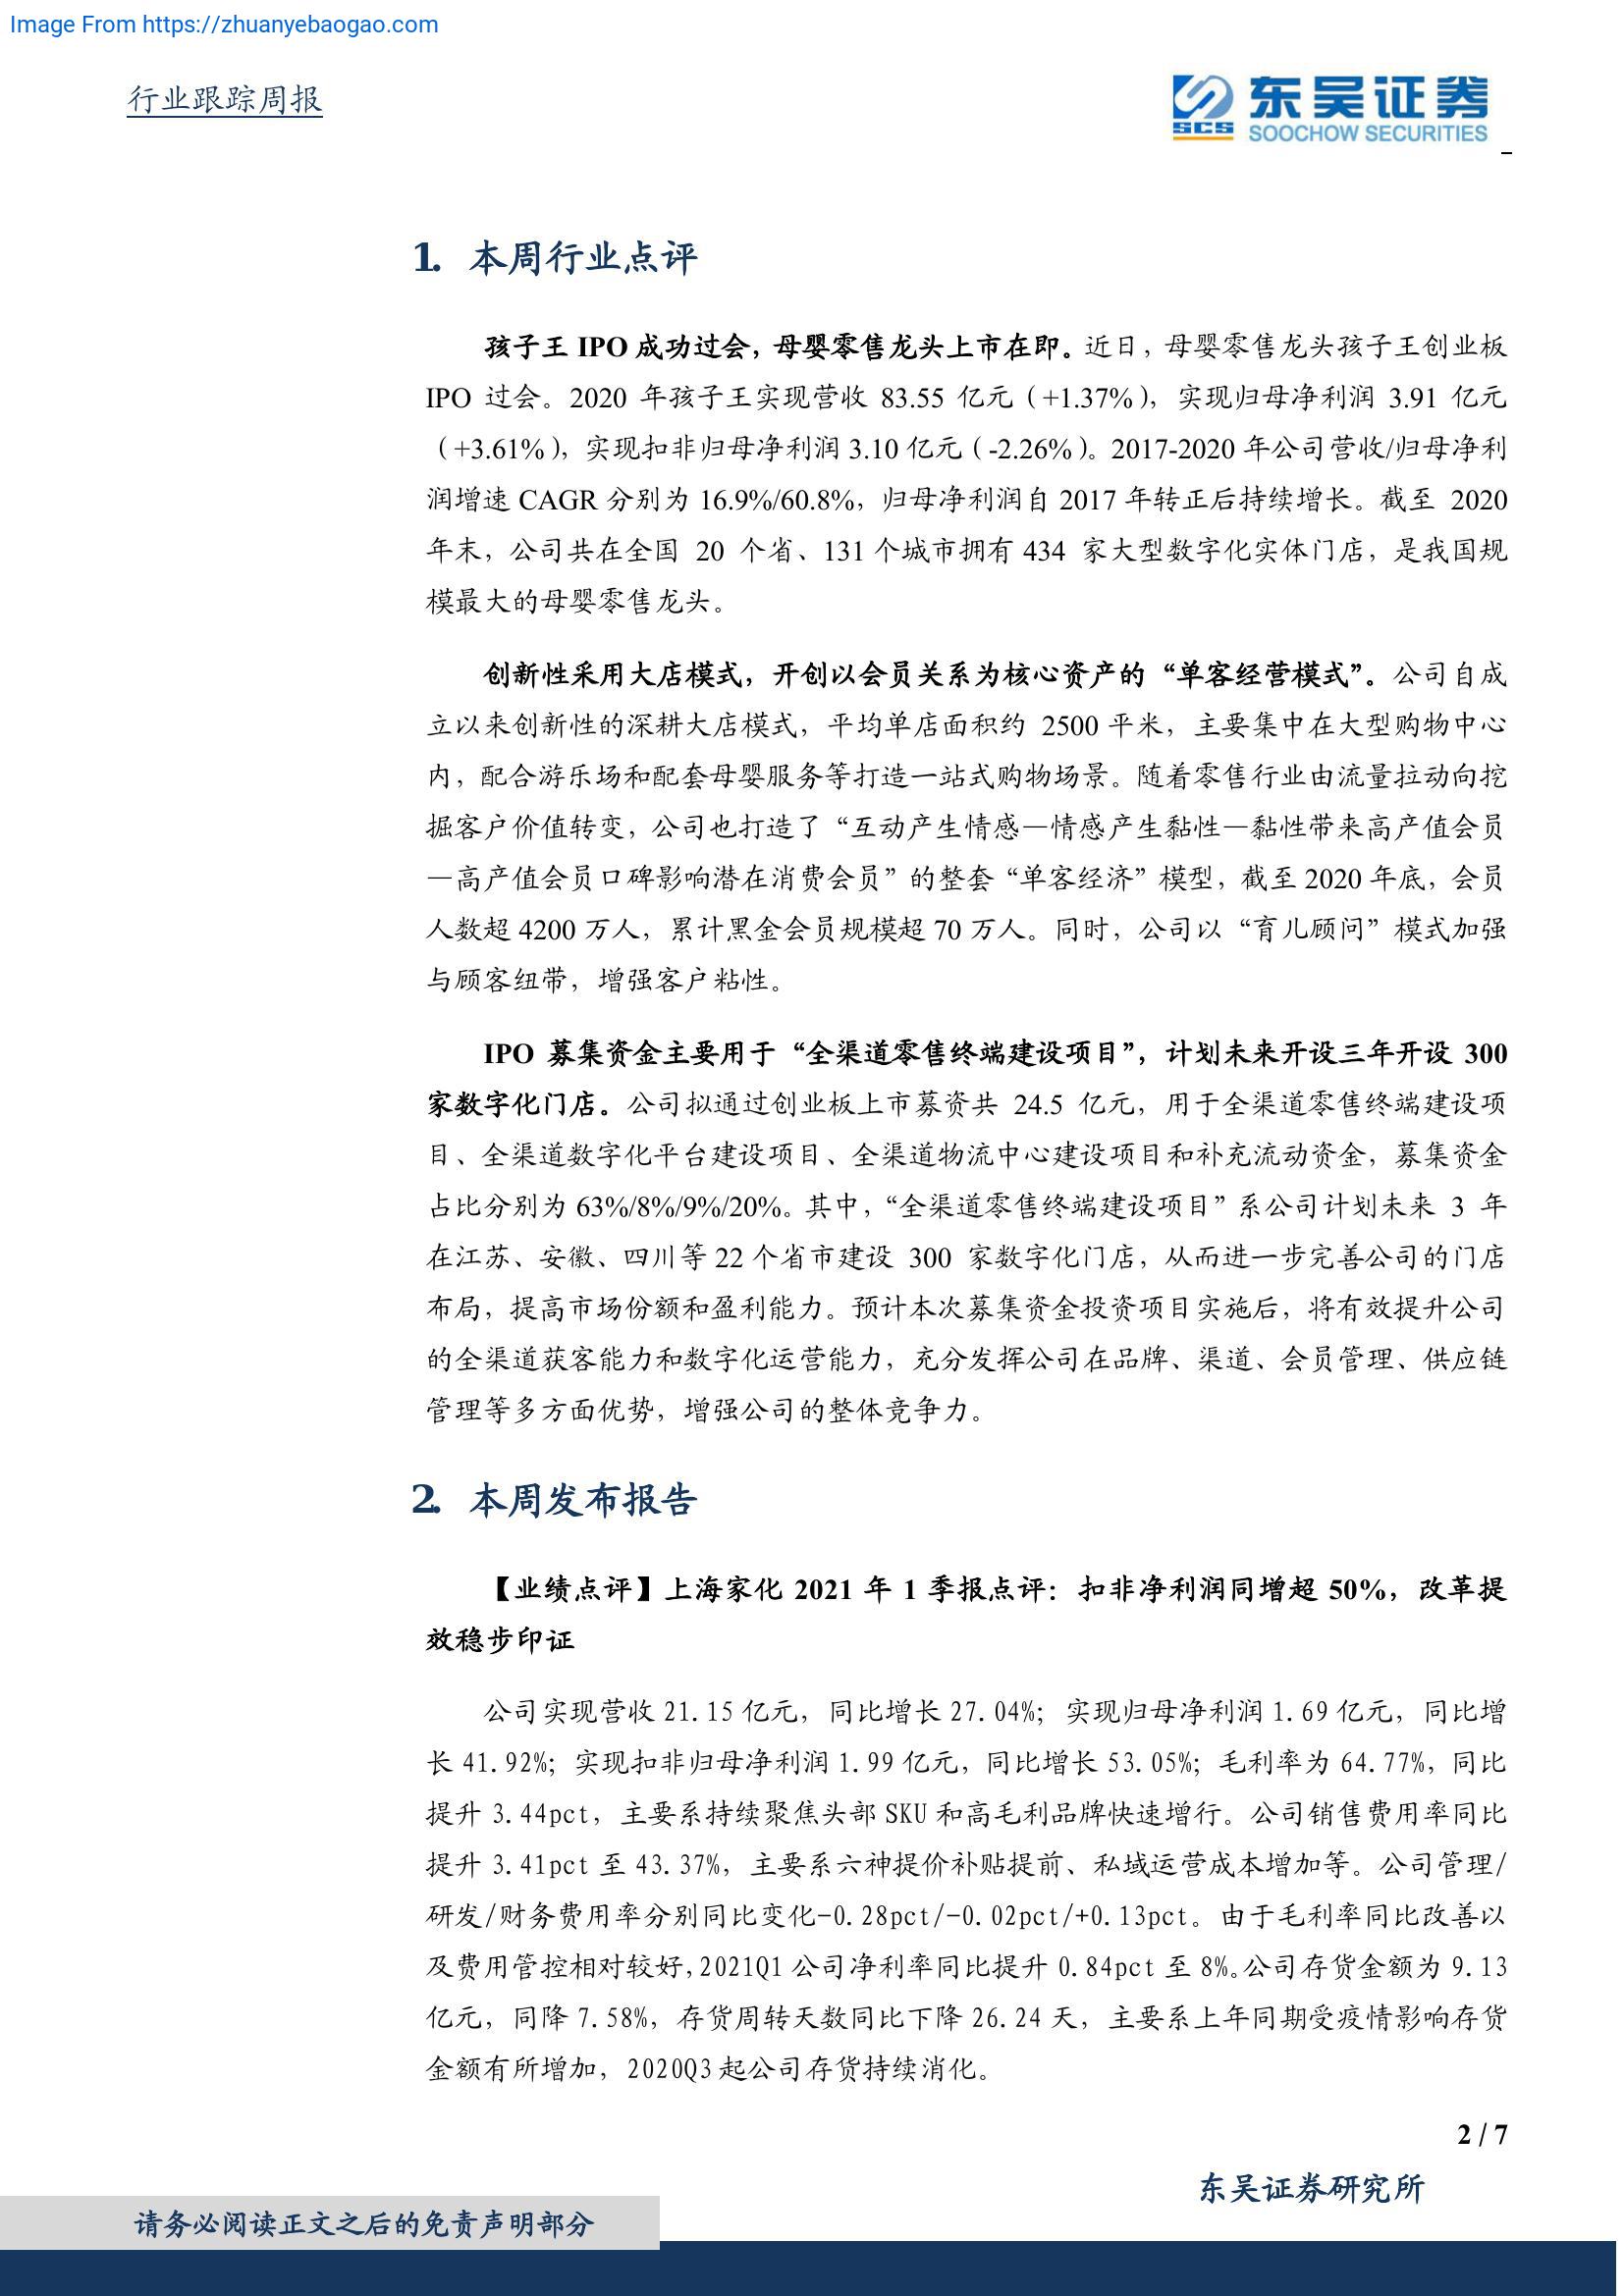 Image From https://zhuanyebaogao.com
行业跟踪周报
SCS
东吴证券
SOOCHOW SECURITIES
1. 本周行业点评
孩子王 IPO 成功过会，母婴零售龙头上市在即。近日，母婴零售龙头孩子王创业板
IPO 过会。2020 年孩子王实现营收 83.55 亿元（+1.37%），实现归母净利润 3.91 亿元
（+3.61%），实现扣非归母净利润 3.10 亿元（-2.26%）。2017-2020 年公司营收/归母净利
润增速 CAGR 分别为 16.9%/60.8%，归母净利润自 2017 年转正后持续增长。截至 2020
年末，公司共在全国 20 个省、131 个城市拥有 434 家大型数字化实体门店，是我国规
模最大的母婴零售龙头。
创新性采用大店模式，开创以会员关系为核心资产的“单客经营模式”。公司自成
立以来创新性的深耕大店模式，平均单店面积约 2500 平米，主要集中在大型购物中心
内，配合游乐场和配套母婴服务等打造一站式购物场景。随着零售行业由流量拉动向挖
掘客户价值转变，公司也打造了“互动产生情感—情感产生黏性—黏性带来高产值会员
—高产值会员口碑影响潜在消费会员”的整套“单客经济”模型，截至 2020 年底，会员
人数超 4200 万人，累计黑金会员规模超 70 万人。同时，公司以“育儿顾问”模式加强
与顾客纽带，增强客户粘性。
IPO 募集资金主要用于“全渠道零售终端建设项目”，计划未来开设三年开设 300
家数字化门店。公司拟通过创业板上市募资共 24.5 亿元，用于全渠道零售终端建设项
目、全渠道数字化平台建设项目、全渠道物流中心建设项目和补充流动资金，募集资金
占比分别为 63%/8%/9%/20%。其中，“全渠道零售终端建设项目”系公司计划未来 3 年
在江苏、安徽、四川等 22 个省市建设 300 家数字化门店，从而进一步完善公司的门店
布局，提高市场份额和盈利能力。预计本次募集资金投资项目实施后，将有效提升公司
的全渠道获客能力和数字化运营能力，充分发挥公司在品牌、渠道、会员管理、供应链
管理等多方面优势，增强公司的整体竞争力。
2. 本周发布报告
【业绩点评】上海家化 2021 年 1 季报点评：扣非净利润同增超 50%，改革提
效稳步印证
公司实现营收 21.15 亿元，同比增长 27.04%；实现归母净利润 1.69 亿元，同比增
长 41.92%；实现扣非归母净利润 1.99 亿元，同比增长 53.05%；毛利率为 64.77%，同比
提升 3.44pct，主要系持续聚焦头部 SKU 和高毛利品牌快速增行。公司销售费用率同比
提升 3.41pct 至 43.37%，主要系六神提价补贴提前、私域运营成本增加等。公司管理/
研发/财务费用率分别同比变化-0.28pct/-0.02pct/+0.13pct。由于毛利率同比改善以
及费用管控相对较好，2021Q1 公司净利率同比提升 0.84pct 至 8%。公司存货金额为 9.13
亿元，同降 7.58%，存货周转天数同比下降 26.24 天，主要系上年同期受疫情影响存货
金额有所增加，2020Q3 起公司存货持续消化。
2 / 7
东吴证券研究所
请务必阅读正文之后的免责声明部分